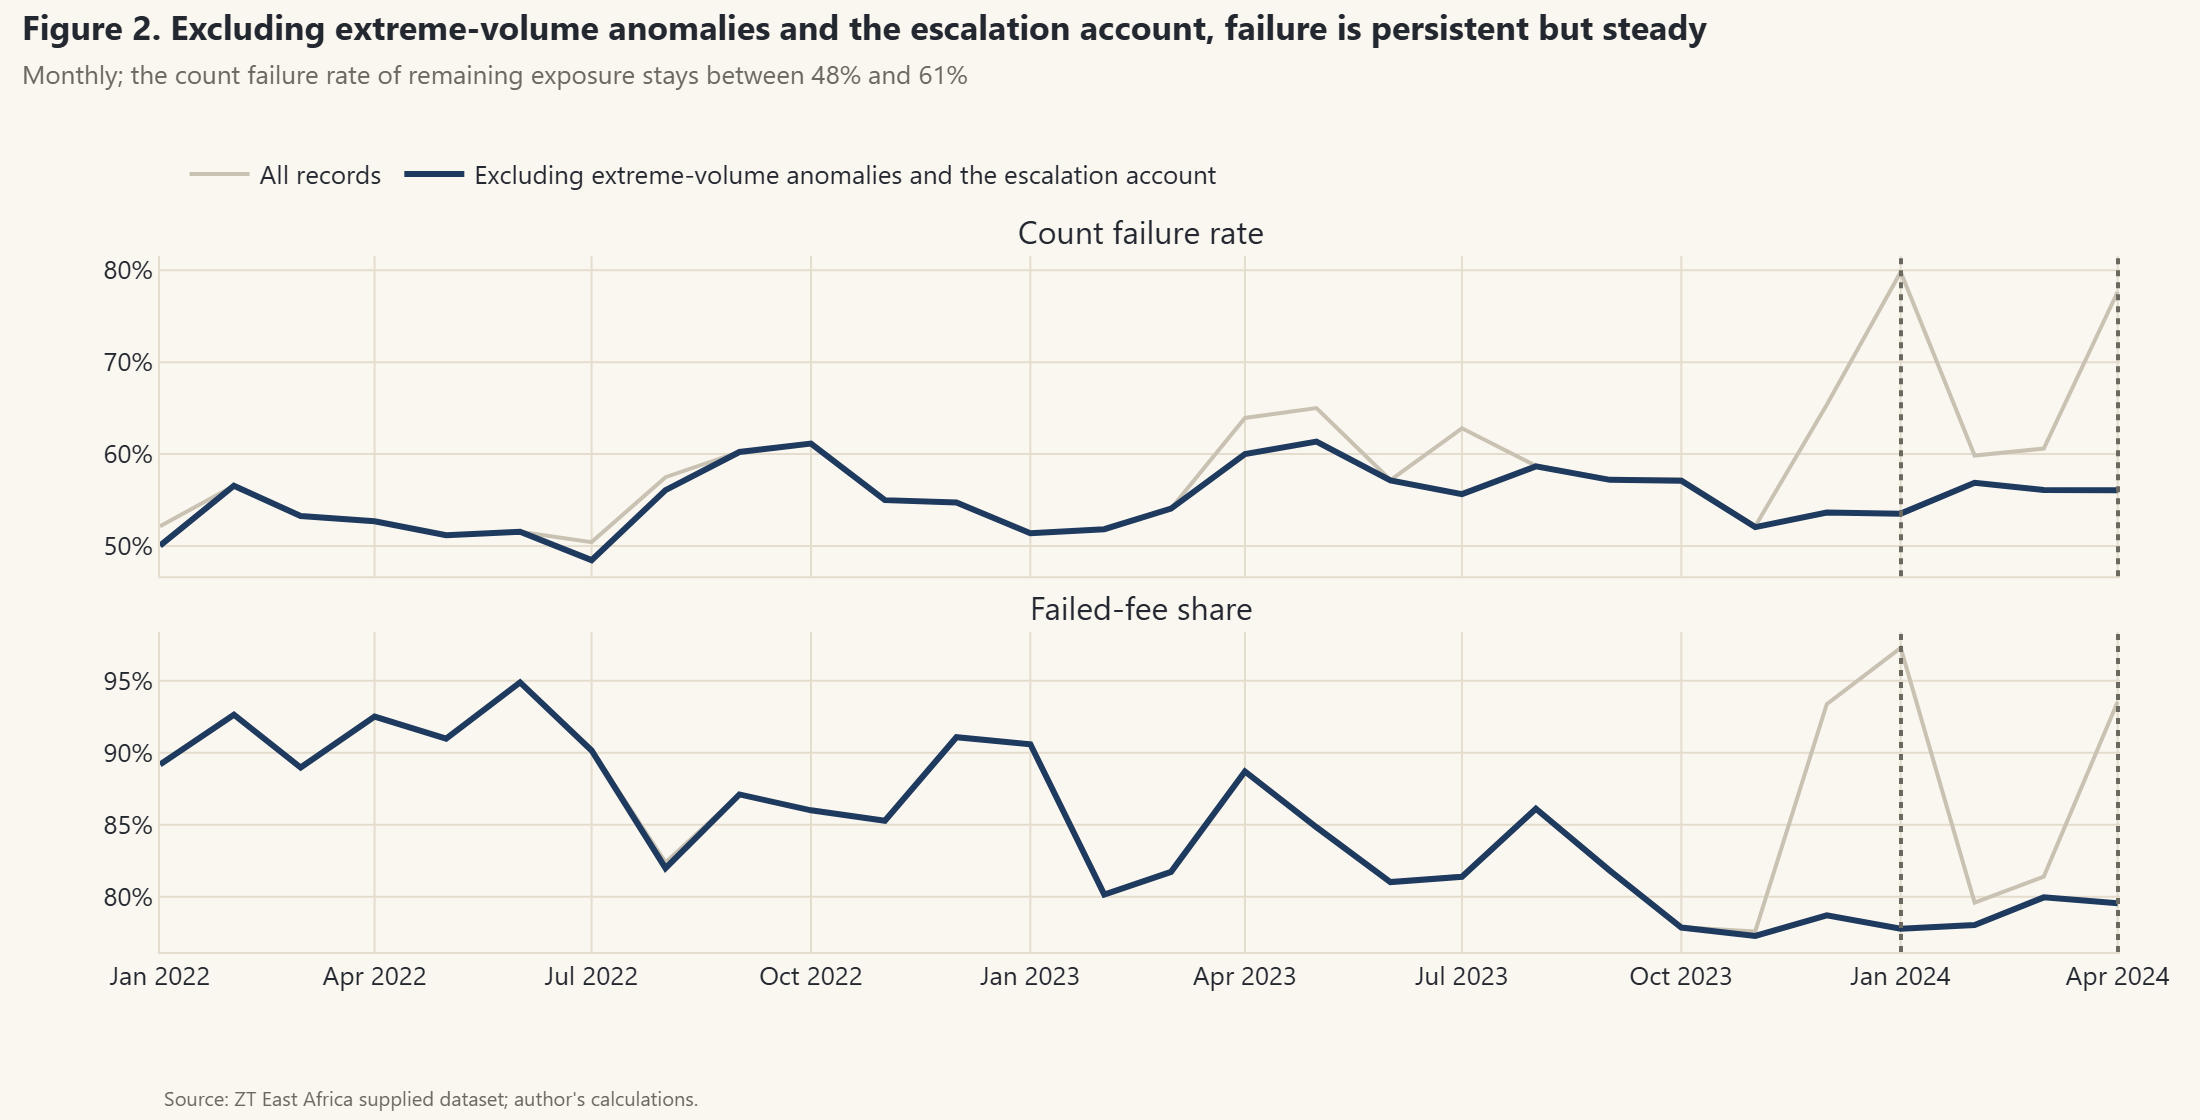 Figure 2. Excluding extreme-volume anomalies and the escalation account, failure is persistent but steady
Monthly; the count failure rate of remaining exposure stays between 48% and 61%
All records
Excluding extreme-volume anomalies and the escalation account
Count failure rate
80%
70%
60%
50%
Failed-fee share
95%
90%
85%
80%
Jan 2022 Apr 2022 Jul 2022 Oct 2022 Jan 2023 Apr 2023 Jul 2023 Oct 2023 Jan 2024 Apr 2024
Source: ZT East Africa supplied dataset; author's calculations.